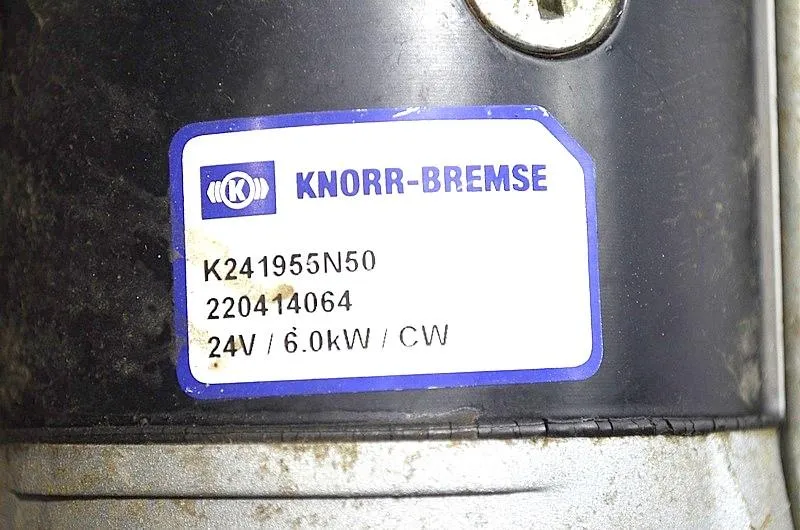 K KNORR-BREMSE
K241955N50
220414064
24V / 6.0kW / CW